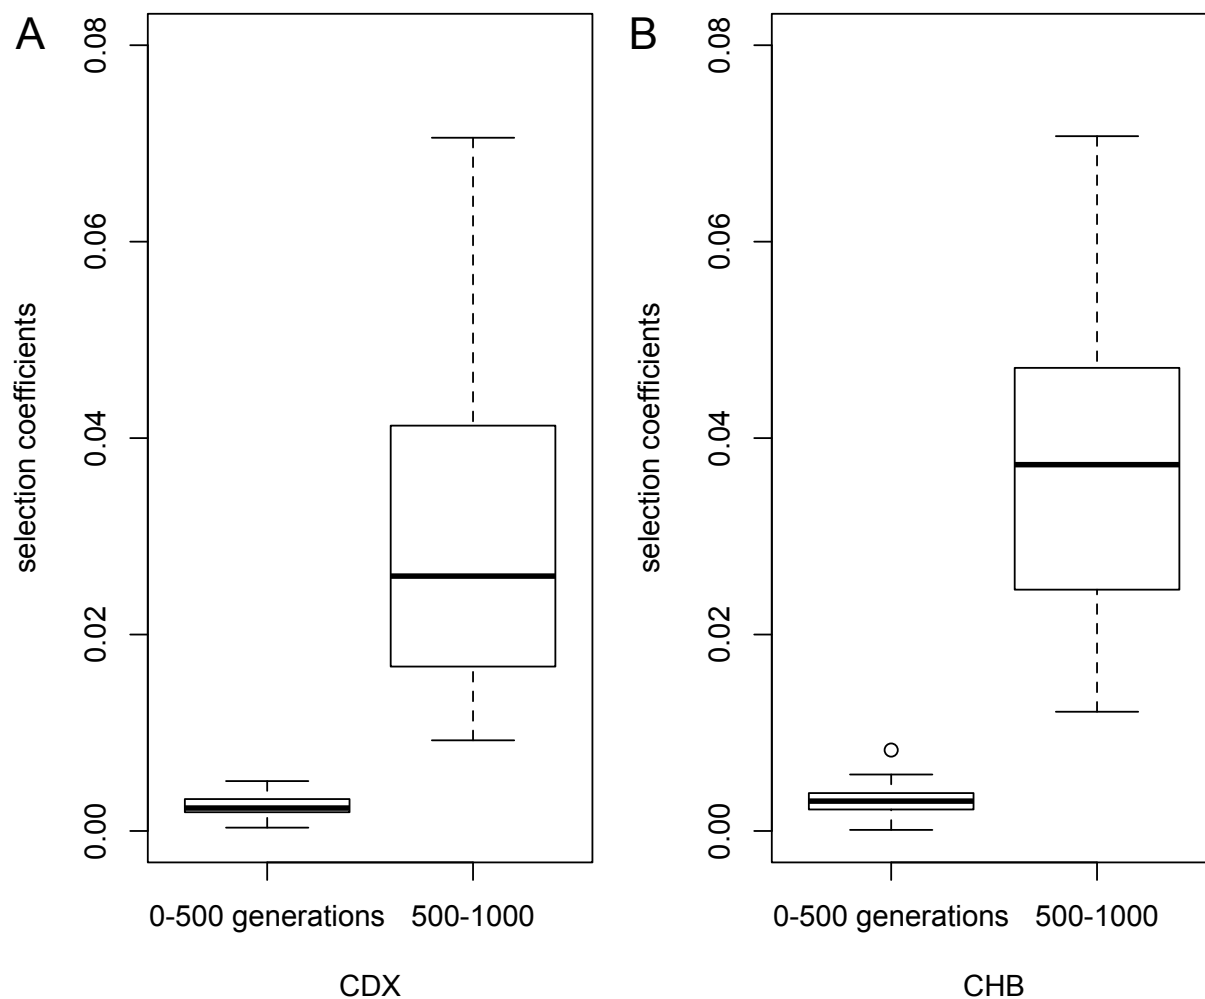 A
selection coefficients
0.08
0.06
0.04
0.02
0.00
0-500 generations
500-1000
CDX
B
selection coefficients
0.08
0.06
0.04
0.02
0.00
0-500 generations
500-1000
CHB